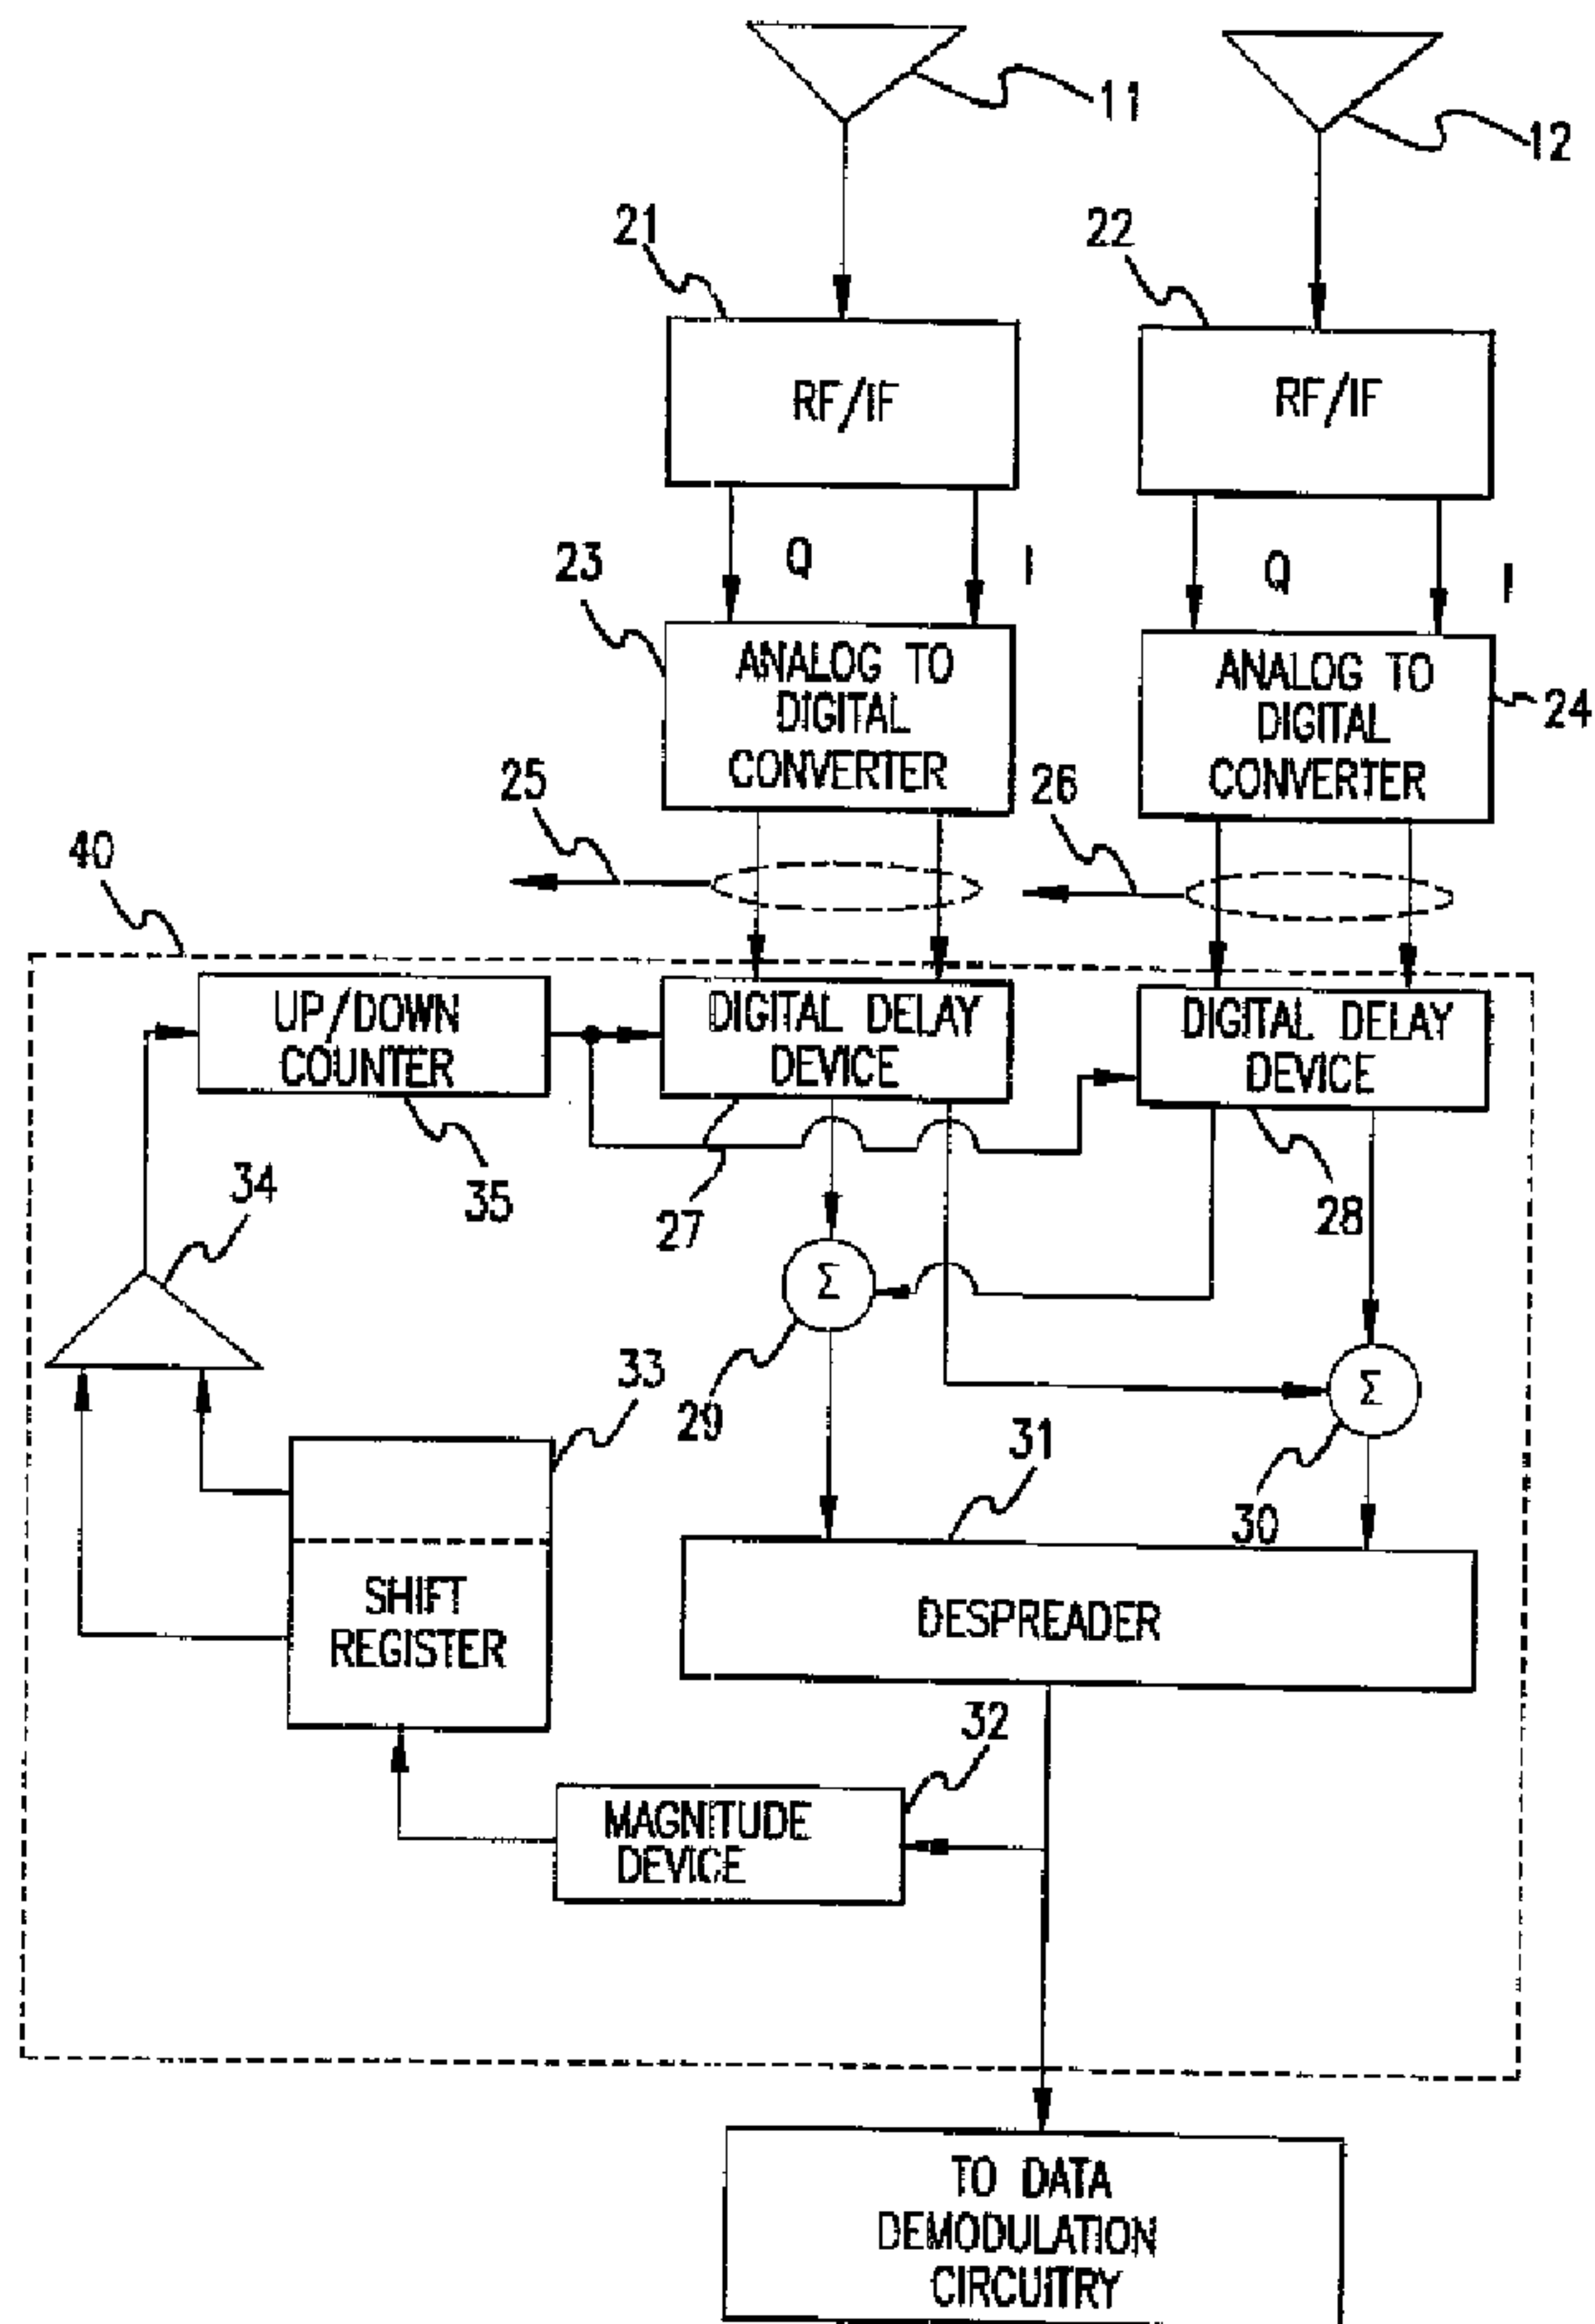 11
12
21
22
RF/IF
RF/IF
Q
I
Q
I
23
ANALOG TO
DIGITAL
CONVERTER
ANALOG TO
DIGITAL
CONVERTER
24
25
26
40
UP/DOWN
COUNTER
DIGITAL DELAY
DEVICE
DIGITAL DELAY
DEVICE
34
35
27
28
Σ
29
33
Σ
30
31
SHIFT
REGISTER
DESPREADER
32
MAGNITUDE
DEVICE
TO DATA
DEMODULATION
CIRCUITRY